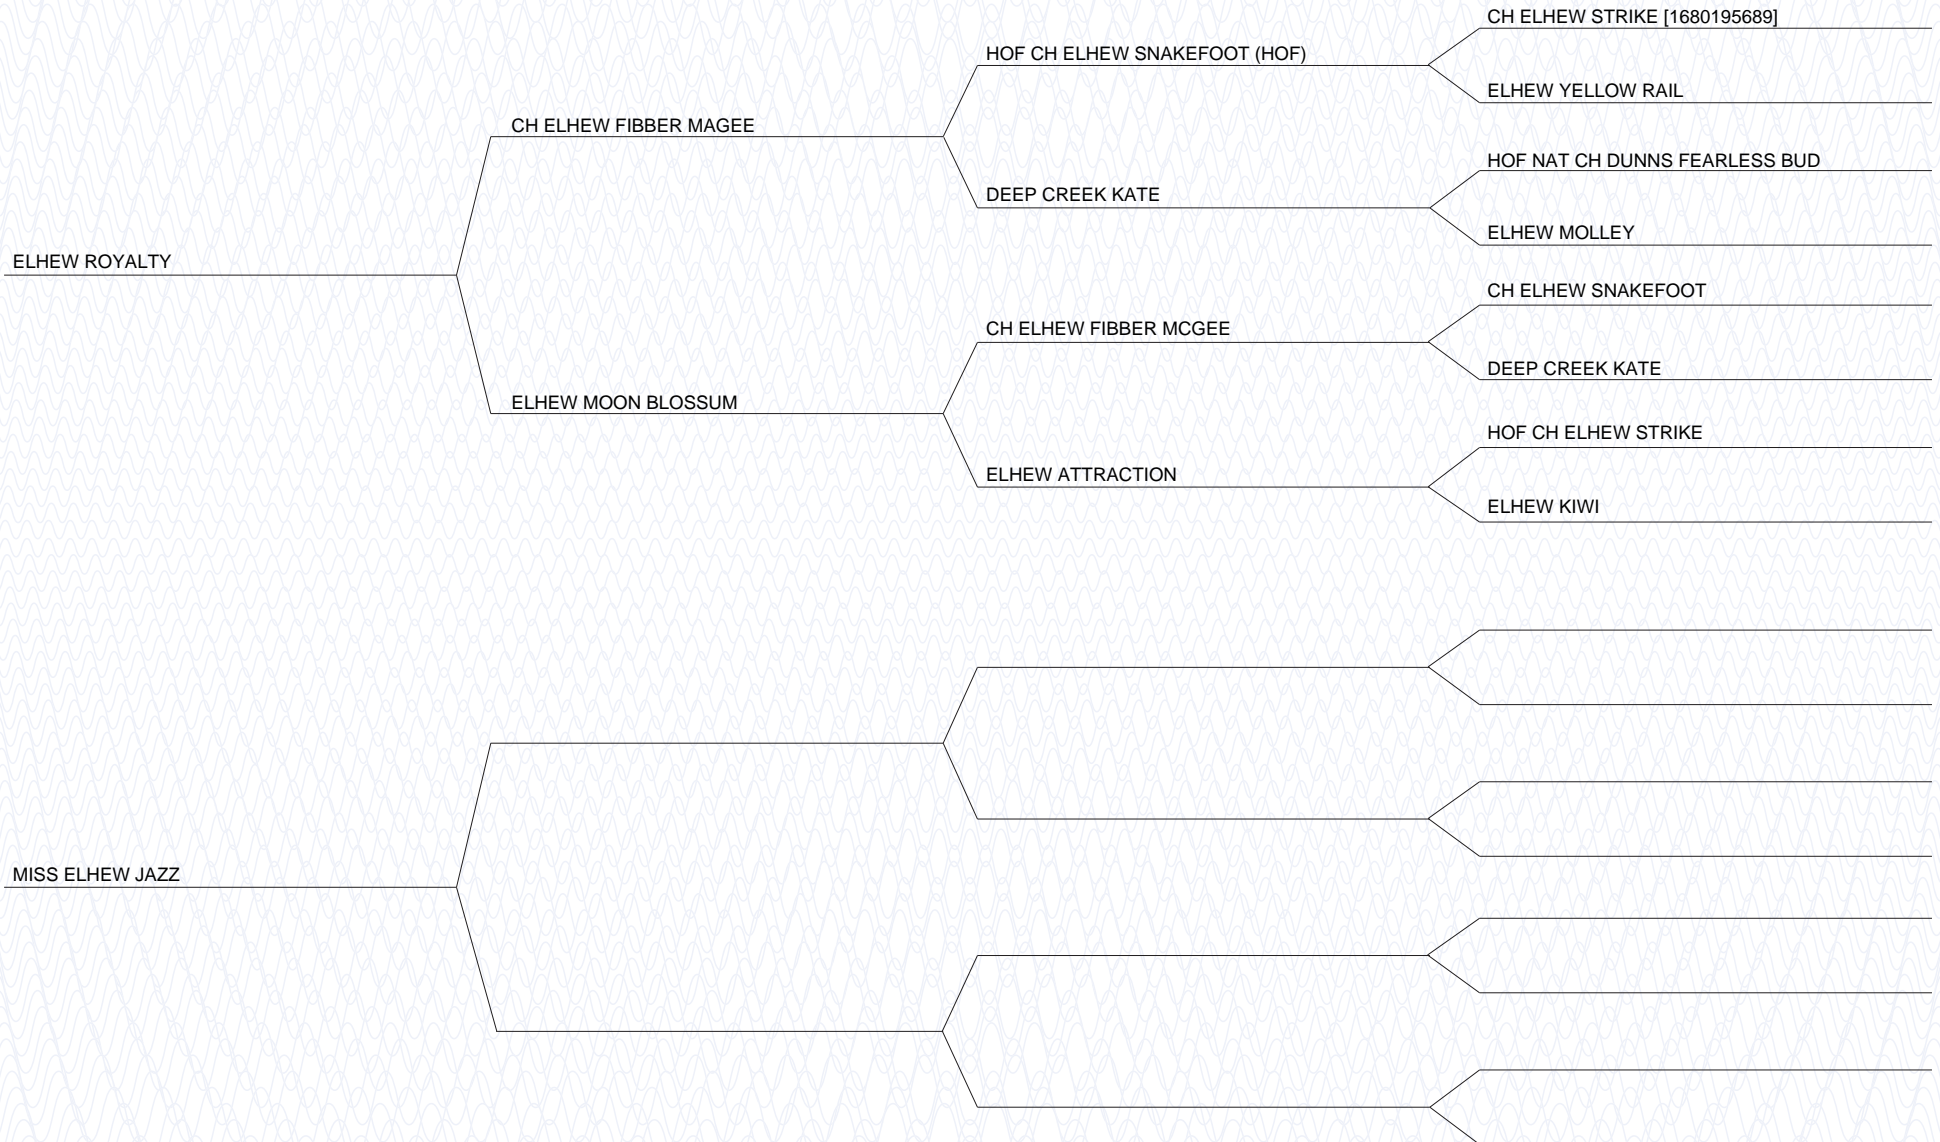 CH ELHEW STRIKE [1680195689]
HOF CH ELHEW SNAKEFOOT (HOF)
ELHEW YELLOW RAIL
CH ELHEW FIBBER MAGEE
HOF NAT CH DUNNS FEARLESS BUD
DEEP CREEK KATE
ELHEW MOLLEY
ELHEW ROYALTY
CH ELHEW SNAKEFOOT
CH ELHEW FIBBER MCGEE
DEEP CREEK KATE
ELHEW MOON BLOSSUM
HOF CH ELHEW STRIKE
ELHEW ATTRACTION
ELHEW KIWI
MISS ELHEW JAZZ